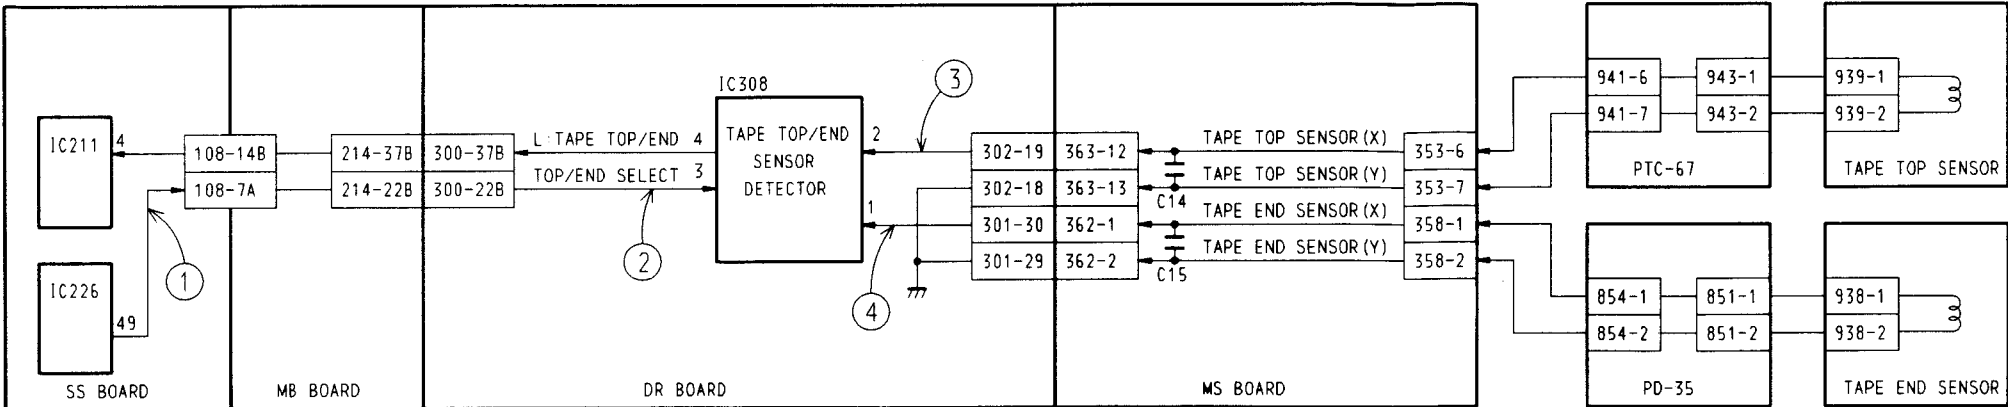 IC211
4
IC226
49
1
SS BOARD
108-14B
108-7A
MB BOARD
214-37B
214-22B
300-37B
300-22B
L:TAPE TOP/END 4
TOP/END SELECT 3
2
IC308
TAPE TOP/END
SENSOR
DETECTOR
2
1
3
4
DR BOARD
302-19
302-18
301-30
301-29
363-12
363-13
362-1
362-2
TAPE TOP SENSOR(X)
TAPE TOP SENSOR(Y)
C14
TAPE END SENSOR(X)
TAPE END SENSOR(Y)
C15
MS BOARD
353-6
353-7
358-1
358-2
941-6
941-7
943-1
943-2
PTC-67
939-1
939-2
TAPE TOP SENSOR
854-1
854-2
851-1
851-2
PD-35
938-1
938-2
TAPE END SENSOR